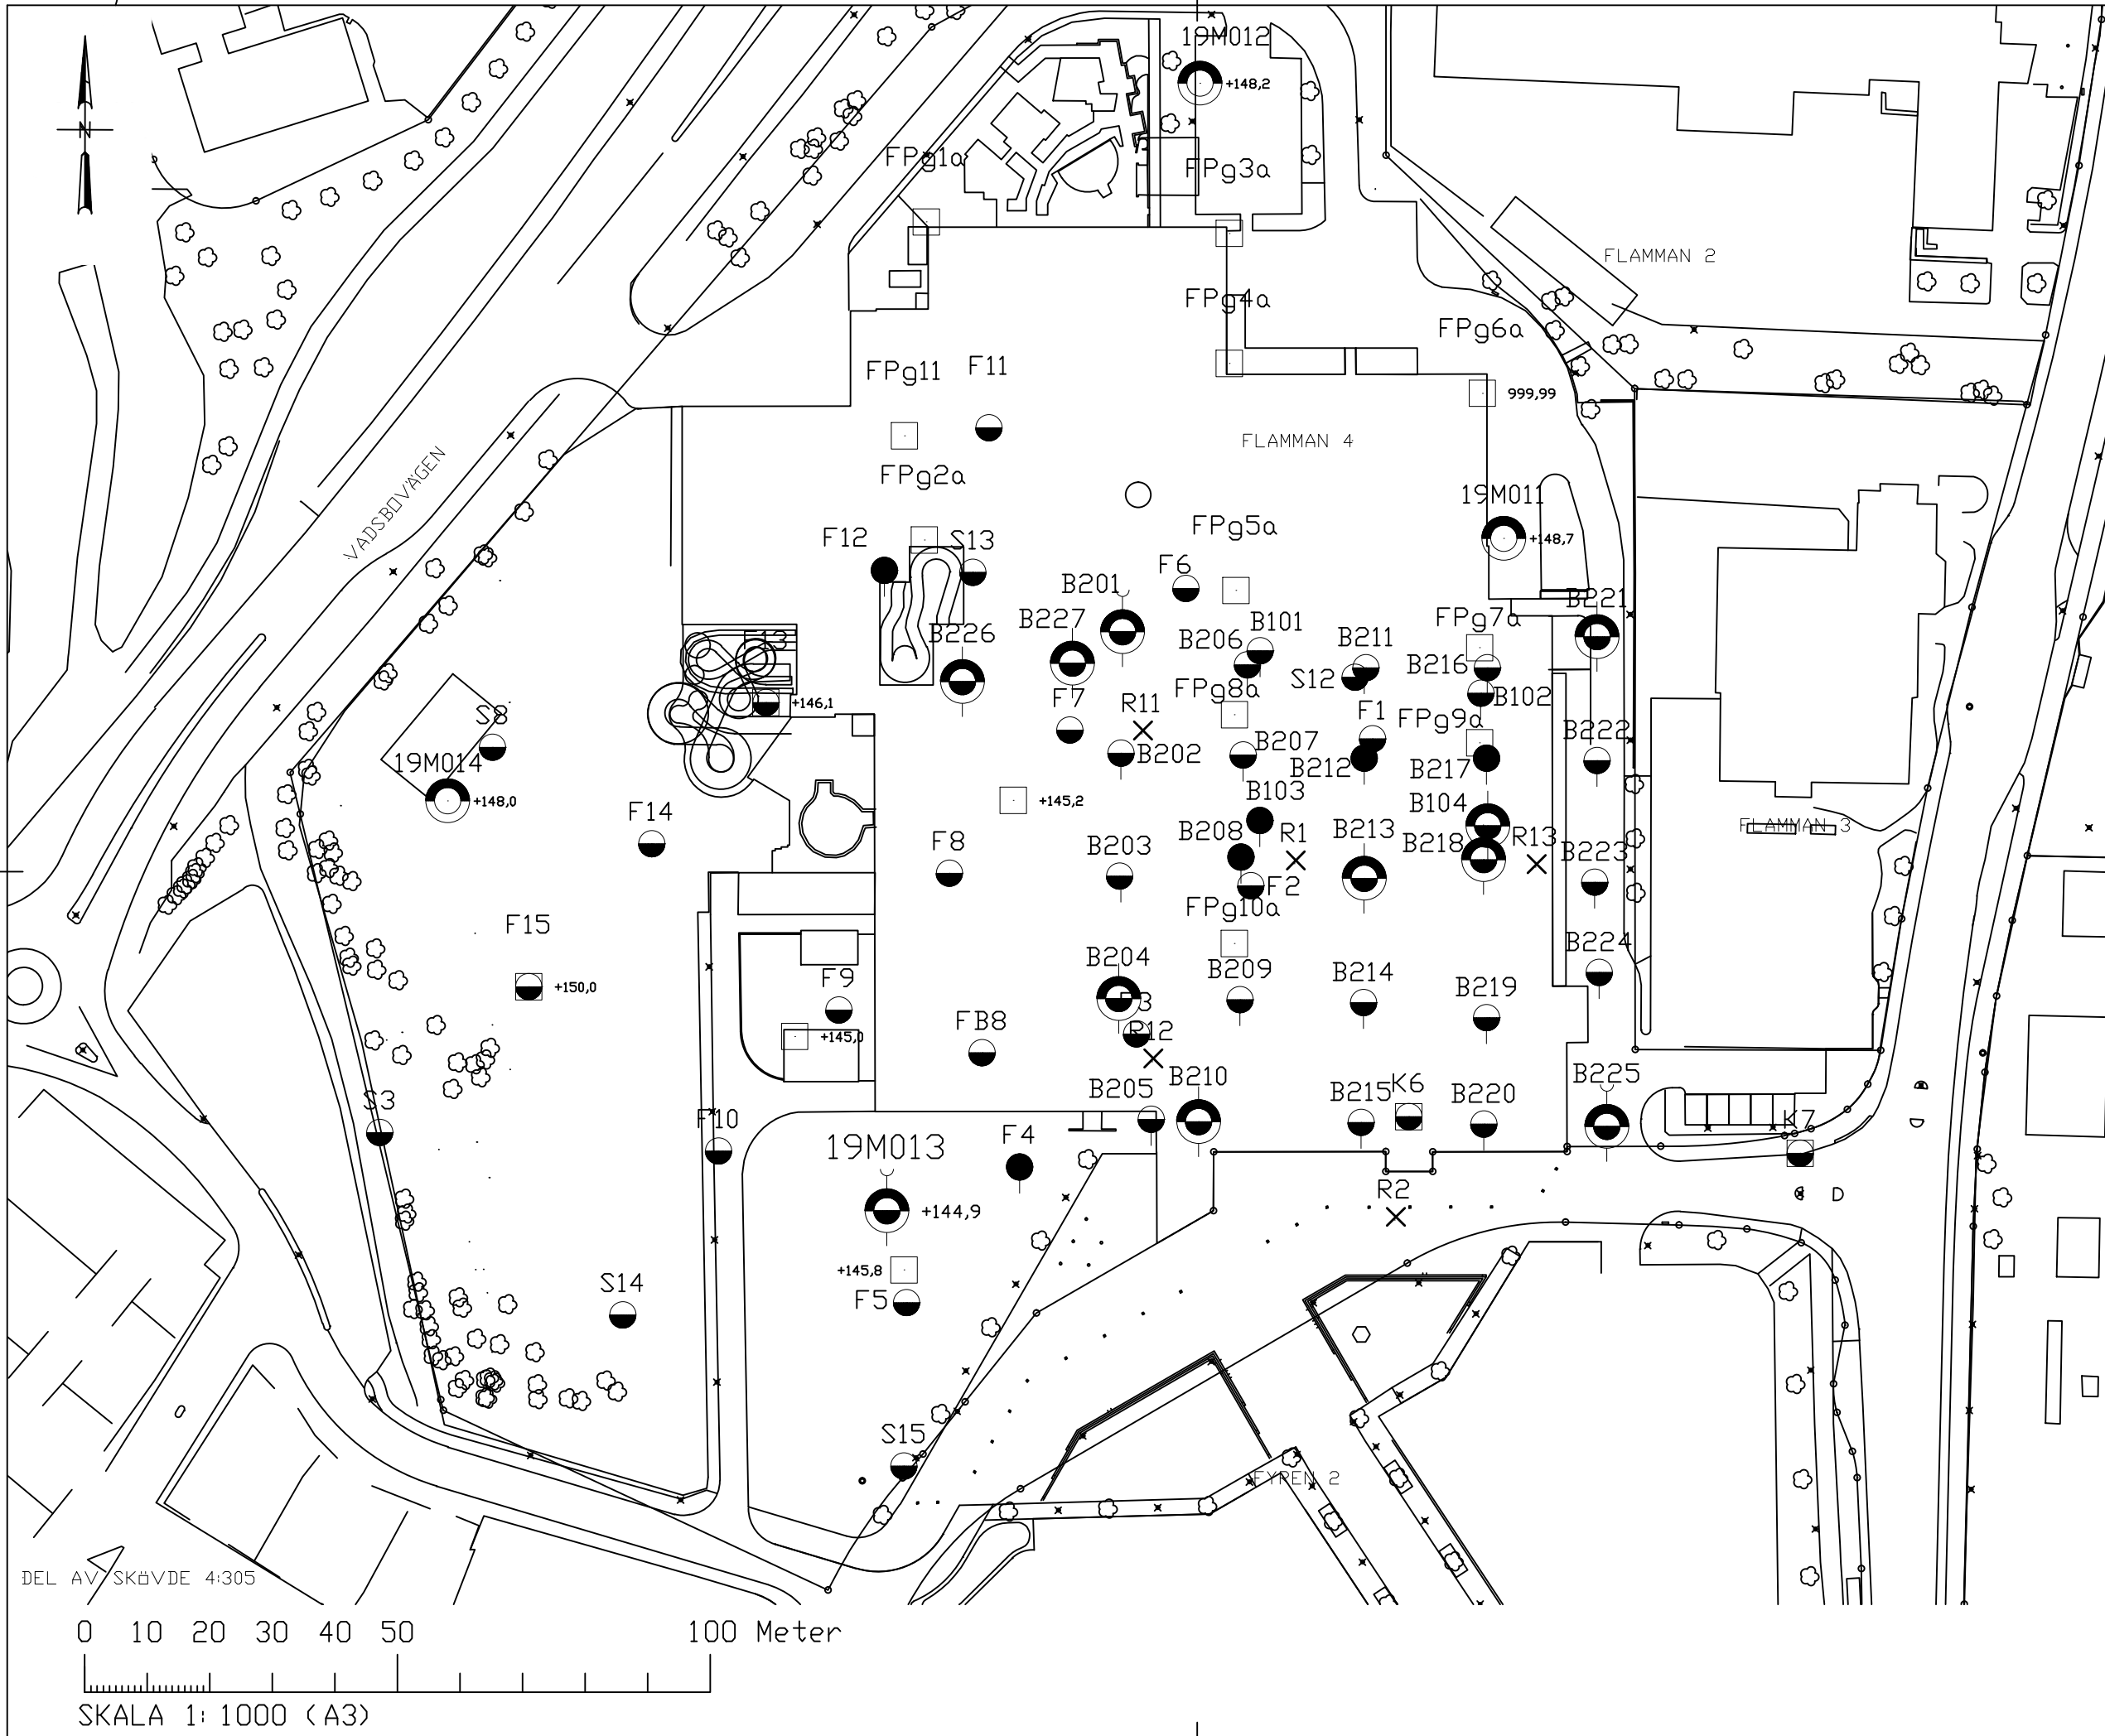 19M012
+148,2
N
FPg1a
FPg3a
FLAMMAN 2
FPg4a
FPg6a
FPg11
F11
999,99
FLAMMAN 4
FPg2a
VADSBOVÄGEN
19M011
+148,7
FPg5a
F12
S13
F6
B201
B221
B227
B226
F13
B206
B101
B211
FPg7a
B216
S12
FPg8a
B102
+146,1
F7
R11
F1
FPg9a
S8
B222
B202
B207
B212
B217
19M014
+148,0
+145,2
B103
B104
F14
FLAMMAN 3
B208
R1
B213
B218
R13
F8
B203
B223
F2
FPg10a
F15
B224
B204
B209
B214
F9
+150,0
B219
F3
FB8
R12
+145,0
B205
B210
B215
K6
B220
B225
S3
F10
K7
19M013
F4
R2
+144,9
+145,8
F5
S14
S15
FYREN 2
DEL AV SKÖVDE 4:305
0 10 20 30 40 50 100 Meter
SKALA 1: 1000 (A3)